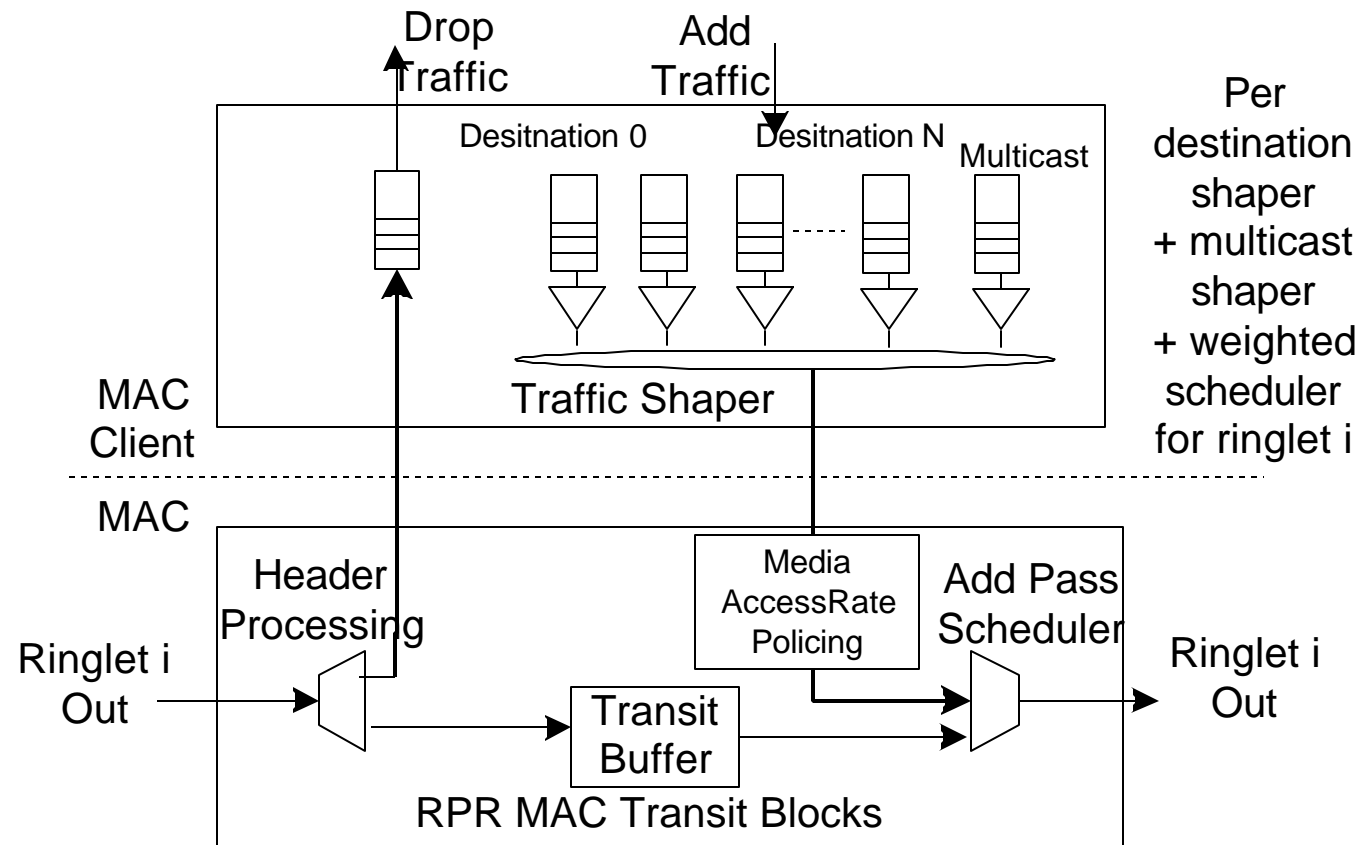 Drop
Traffic
Add
Traffic
Desitnation 0
Desitnation N
Multicast
Per
destination
shaper
+ multicast
shaper
+ weighted
scheduler
for ringlet i
Traffic Shaper
MAC
Client
MAC
Header
Processing
Media
AccessRate
Policing
Add Pass
Scheduler
Ringlet i
Out
Transit
Buffer
Ringlet i
Out
RPR MAC Transit Blocks